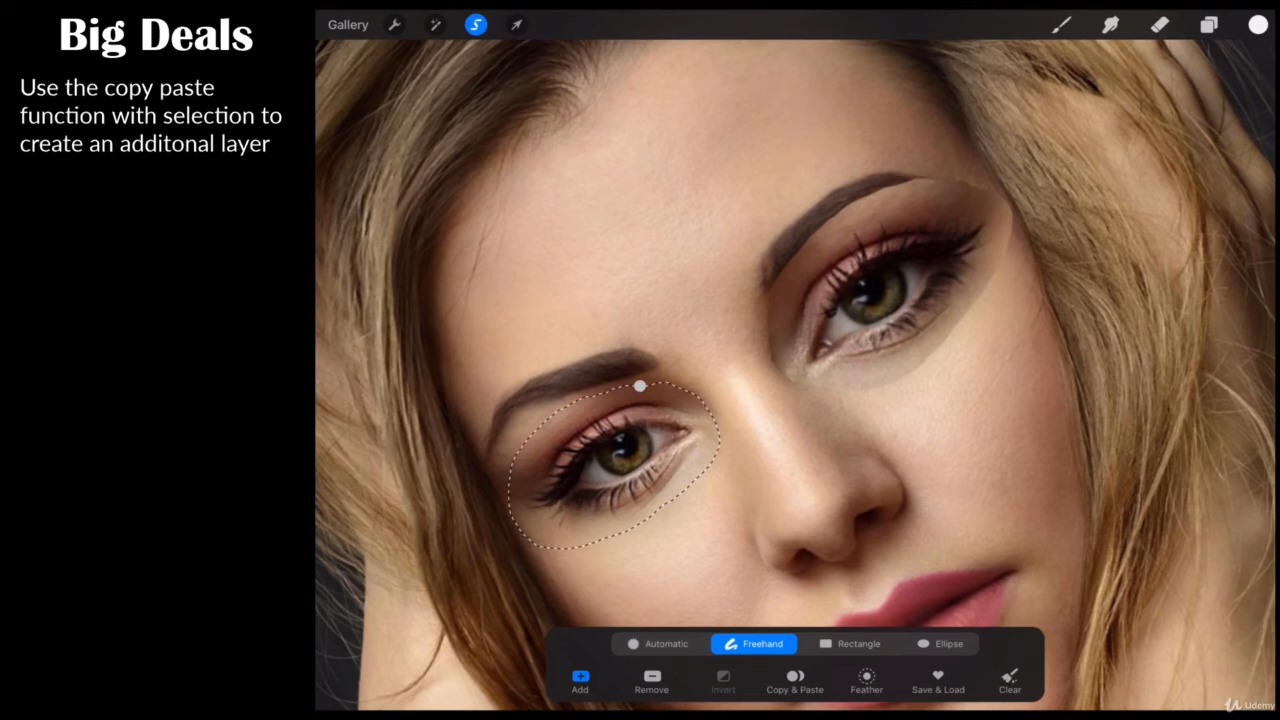 Big Deals
Use the copy paste
function with selection to
create an additonal layer
Gallery
Automatic
Freehand
Rectangle
Ellipse
Add
Remove
Invert
Copy & Paste
Feather
Save & Load
Clear
Udemy